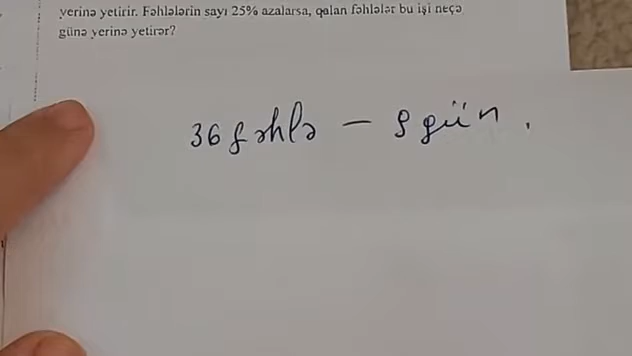 yerinə yetirir. Fəhlələrin sayı 25% azalarsa, qalan fəhlələr bu işi neçə
günə yerinə yetirər?
36 fəhlə — 9 gün.